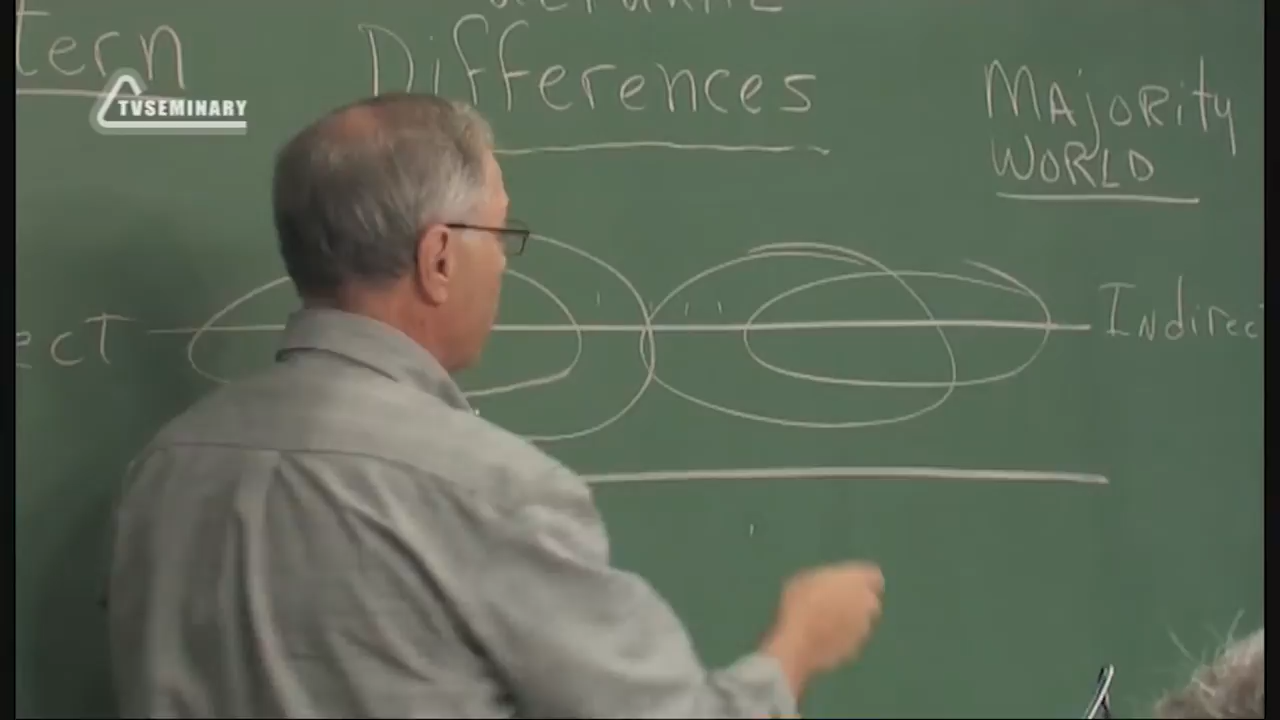 tern
Differences
TVSEMINARY
MAjoRity
WORLD
ecT
Indirec